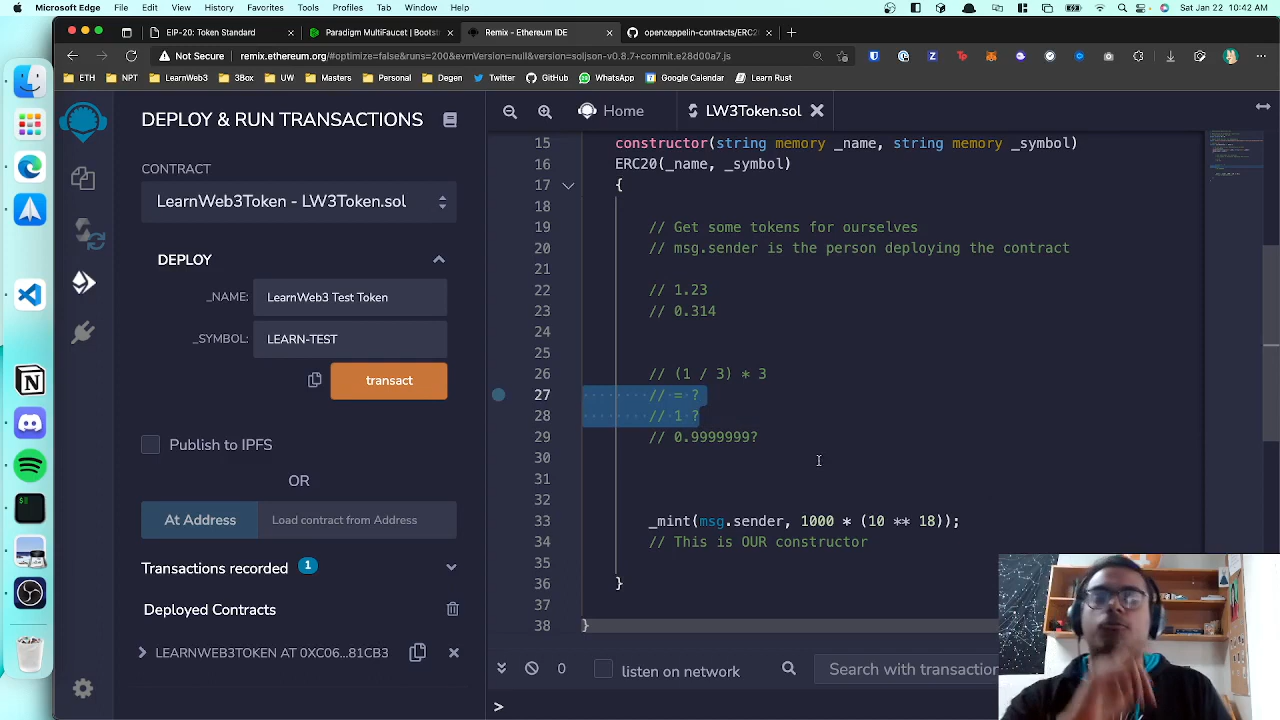 Microsoft Edge File Edit View History Favorites Tools Profiles Tab Window Help Sat Jan 22 10:42 AM
EIP-20: Token Standard
Paradigm MultiFaucet | Bootst
Remix - Ethereum IDE
openzeppelin-contracts/ERC2
Not Secure remix.ethereum.org/#optimize=false&runs=200&evmVersion=null&version=soljson-v0.8.7+commit.e28d00a7.js
ETH LearnWeb3 BSH UW Masters Personal Degen Twitter GitHub WhatsApp Google Calendar Learn Rust
DEPLOY & RUN TRANSACTIONS
CONTRACT
LearnWeb3Token - LW3Token.sol
DEPLOY
_NAME: LearnWeb3 Test Token
_SYMBOL: LEARN-TEST
transact
Publish to IPFS
OR
At Address Load contract from Address
Transactions recorded 1
Deployed Contracts
LEARNWEB3TOKEN AT 0XC06...81CB3
Home LW3Token.sol
15 constructor(string memory _name, string memory _symbol)
16 ERC20(_name, _symbol)
17 {
18
19 // Get some tokens for ourselves
20 // msg.sender is the person deploying the contract
21
22 // 1.23
23 // 0.314
24
25
26 // (1 / 3) * 3
27 // = ?
28 // 1 ?
29 // 0.9999999?
30
31
32
33 _mint(msg.sender, 1000 * (10 ** 18));
34 // This is OUR constructor
35
36 }
37
38 }
0 listen on network Search with transaction
>